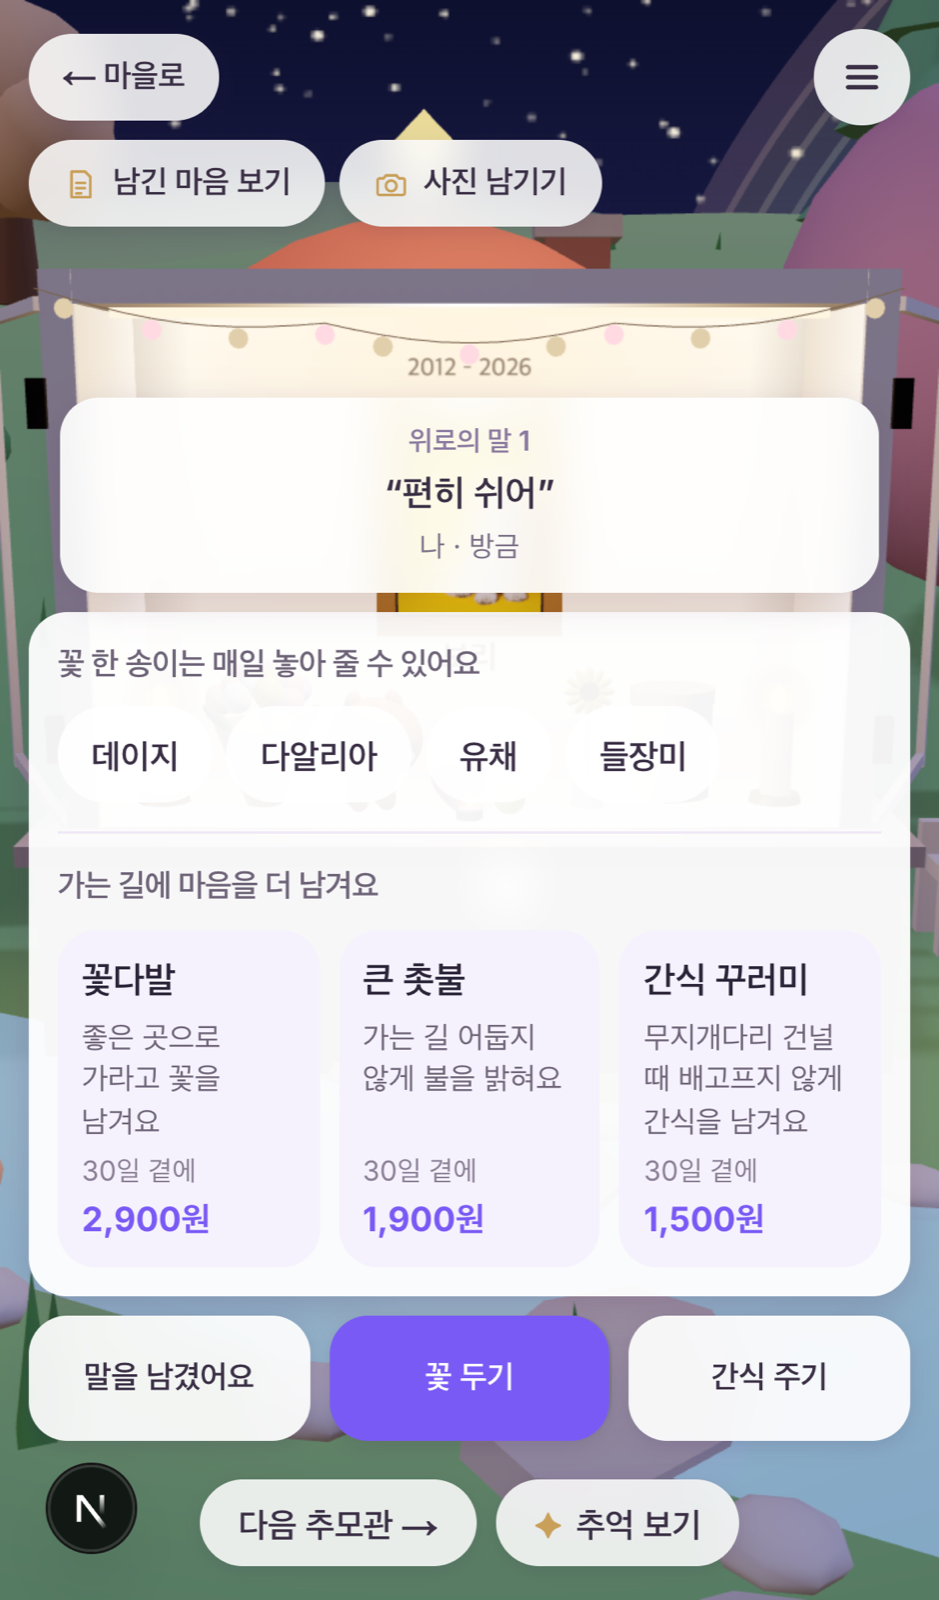 ← 마을로
남긴 마음 보기
사진 남기기
2012 - 2026
위로의 말 1
“편히 쉬어”
나 · 방금
꽃 한 송이는 매일 놓아 줄 수 있어요
데이지
다알리아
유채
들장미
가는 길에 마음을 더 남겨요
꽃다발
좋은 곳으로
가라고 꽃을
남겨요
30일 곁에
2,900원
큰 촛불
가는 길 어둡지
않게 불을 밝혀요
30일 곁에
1,900원
간식 꾸러미
무지개다리 건널
때 배고프지 않게
간식을 남겨요
30일 곁에
1,500원
말을 남겼어요
꽃 두기
간식 주기
N
다음 추모관 →
추억 보기